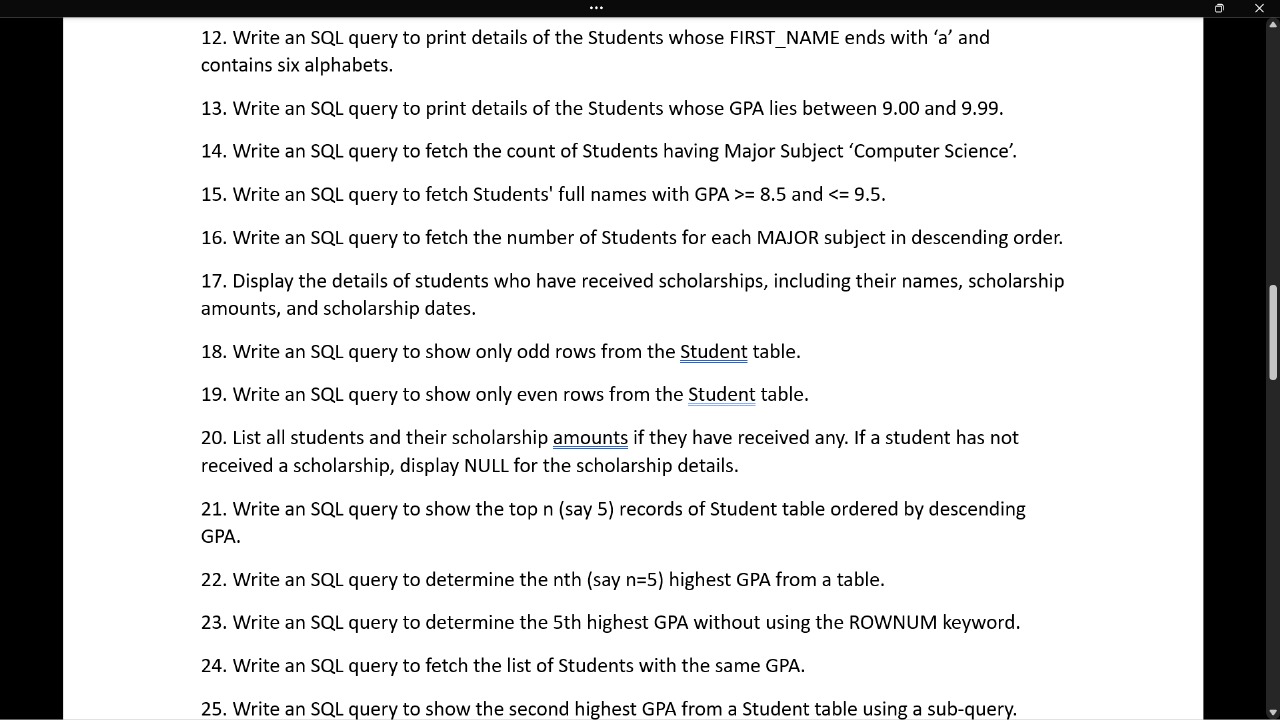 12. Write an SQL query to print details of the Students whose FIRST_NAME ends with ‘a’ and
contains six alphabets.
13. Write an SQL query to print details of the Students whose GPA lies between 9.00 and 9.99.
14. Write an SQL query to fetch the count of Students having Major Subject ‘Computer Science’.
15. Write an SQL query to fetch Students' full names with GPA >= 8.5 and <= 9.5.
16. Write an SQL query to fetch the number of Students for each MAJOR subject in descending order.
17. Display the details of students who have received scholarships, including their names, scholarship
amounts, and scholarship dates.
18. Write an SQL query to show only odd rows from the Student table.
19. Write an SQL query to show only even rows from the Student table.
20. List all students and their scholarship amounts if they have received any. If a student has not
received a scholarship, display NULL for the scholarship details.
21. Write an SQL query to show the top n (say 5) records of Student table ordered by descending
GPA.
22. Write an SQL query to determine the nth (say n=5) highest GPA from a table.
23. Write an SQL query to determine the 5th highest GPA without using the ROWNUM keyword.
24. Write an SQL query to fetch the list of Students with the same GPA.
25. Write an SQL query to show the second highest GPA from a Student table using a sub-query.